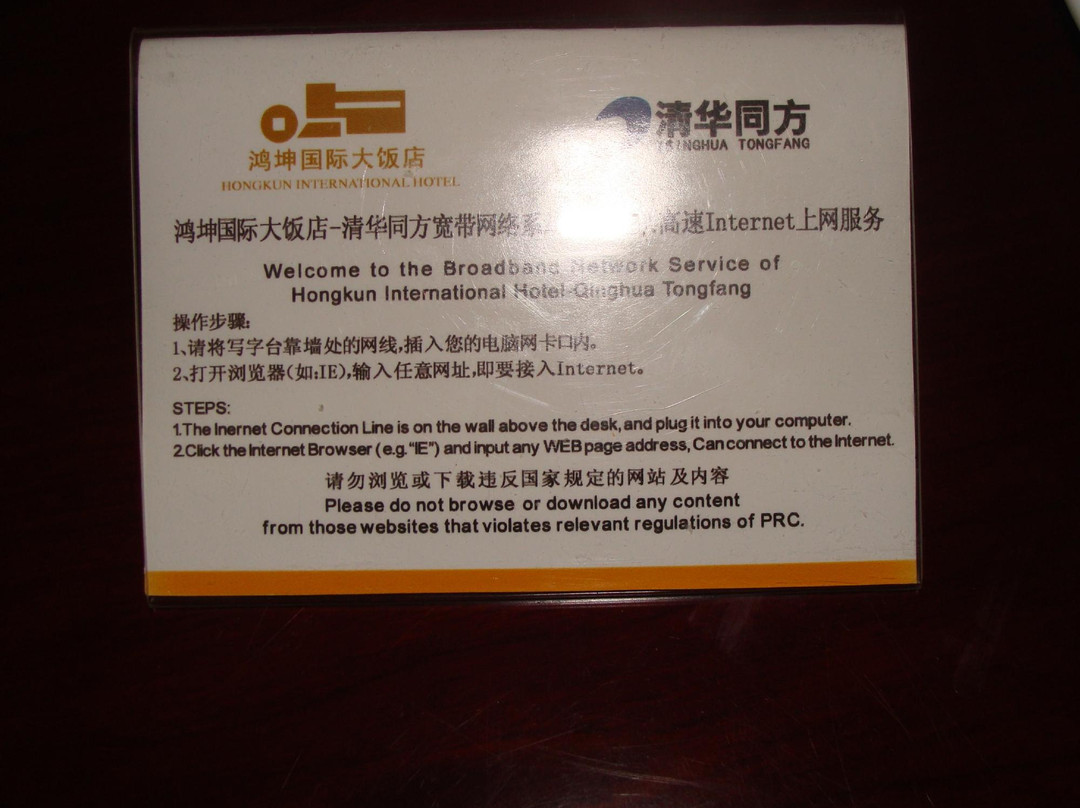 鸿坤国际大饭店
HONGKUN INTERNATIONAL HOTEL
清华同方
TSINGHUA TONGFANG
鸿坤国际大饭店-清华同方宽带网络系 高速Internet上网服务
Welcome to the Broadband Network Service of
Hongkun International Hotel-Qinghua Tongfang
操作步骤:
1、请将写字台靠墙处的网线,插入您的电脑网卡口内。
2、打开浏览器(如:IE),输入任意网址,即要接入Internet。
STEPS:
1.The Inernet Connection Line is on the wall above the desk, and plug it into your computer.
2.Click the Internet Browser ( e.g. "IE" ) and input any WEB page address, Can connect to the Internet.
请勿浏览或下载违反国家规定的网站及内容
Please do not browse or download any content
from those websites that violates relevant regulations of PRC.